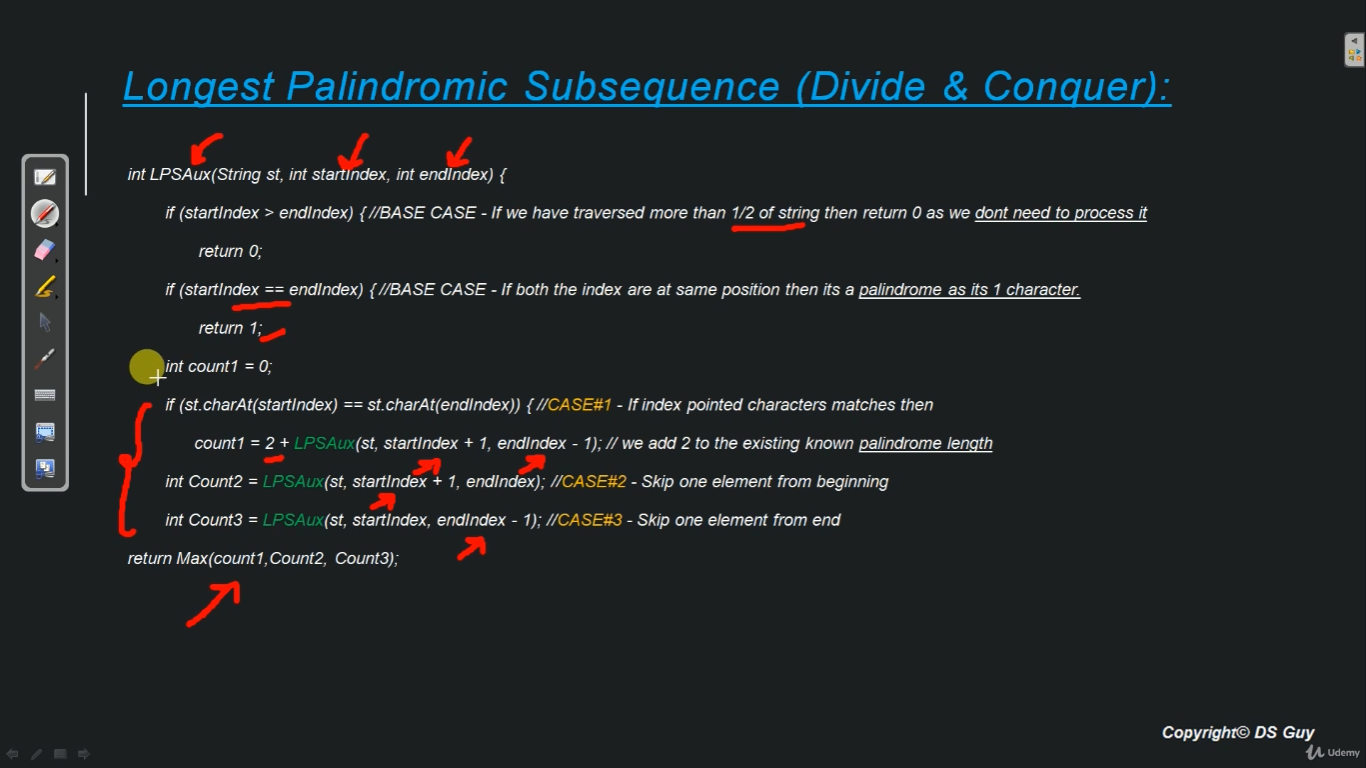 Longest Palindromic Subsequence (Divide & Conquer):
int LPSAux(String st, int startIndex, int endIndex) {
if (startIndex > endIndex) { //BASE CASE - If we have traversed more than 1/2 of string then return 0 as we dont need to process it
return 0;
if (startIndex == endIndex) { //BASE CASE - If both the index are at same position then its a palindrome as its 1 character.
return 1;
int count1 = 0;
if (st.charAt(startIndex) == st.charAt(endIndex)) { //CASE#1 - If index pointed characters matches then
count1 = 2 + LPSAux(st, startIndex + 1, endIndex - 1); // we add 2 to the existing known palindrome length
int Count2 = LPSAux(st, startIndex + 1, endIndex); //CASE#2 - Skip one element from beginning
int Count3 = LPSAux(st, startIndex, endIndex - 1); //CASE#3 - Skip one element from end
return Max(count1,Count2, Count3);
Copyright© DS Guy
Udemy